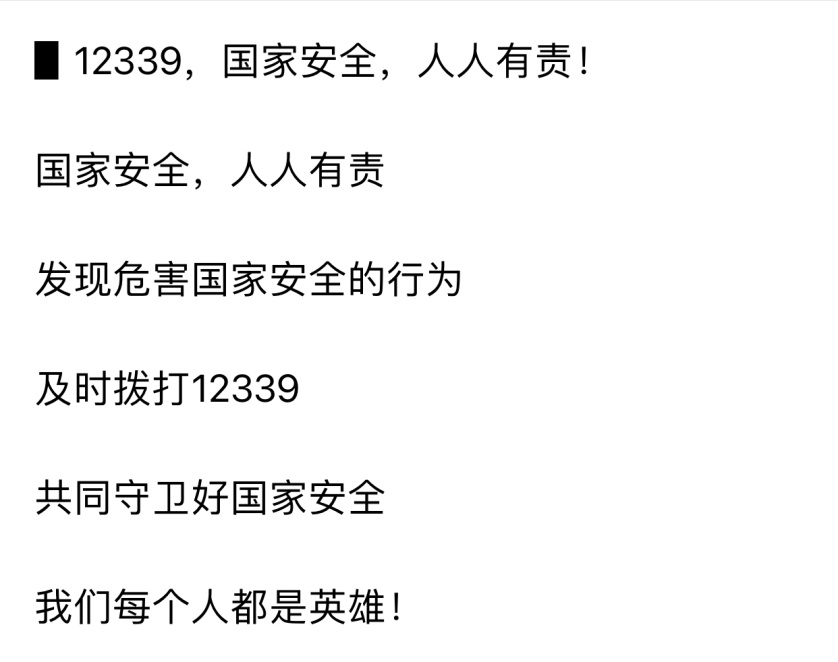 █ 12339，国家安全，人人有责！
国家安全，人人有责
发现危害国家安全的行为
及时拨打12339
共同守卫好国家安全
我们每个人都是英雄！